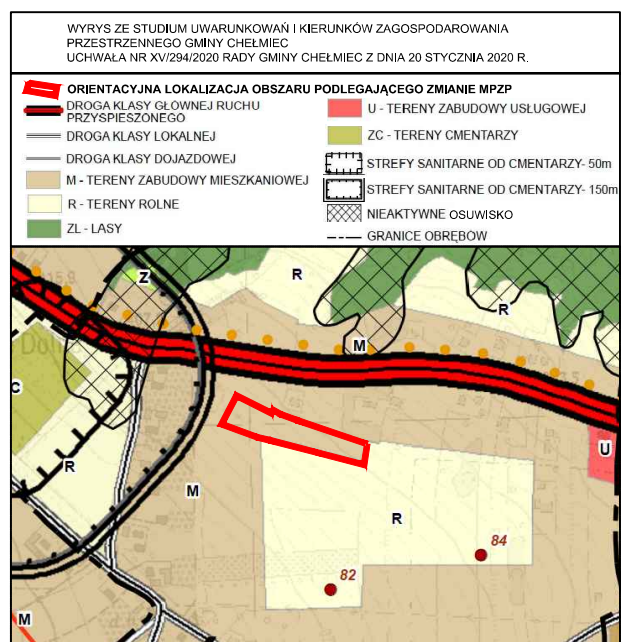 WYRYS ZE STUDIUM UWARUNKOWAŃ I KIERUNKÓW ZAGOSPODAROWANIA
PRZESTRZENNEGO GMINY CHEŁMIEC
UCHWAŁA NR XV/294/2020 RADY GMINY CHEŁMIEC Z DNIA 20 STYCZNIA 2020 R.
ORIENTACYJNA LOKALIZACJA OBSZARU PODLEGAJĄCEGO ZMIANIE MPZP
DROGA KLASY GŁÓWNEJ RUCHU
PRZYSPIESZONEGO
DROGA KLASY LOKALNEJ
DROGA KLASY DOJAZDOWEJ
M - TERENY ZABUDOWY MIESZKANIOWEJ
R - TERENY ROLNE
ZL - LASY
U - TERENY ZABUDOWY USŁUGOWEJ
ZC - TERENY CMENTARZY
STREFY SANITARNE OD CMENTARZY- 50m
STREFY SANITARNE OD CMENTARZY- 150m
NIEAKTYWNE OSUWISKO
GRANICE OBRĘBÓW
Z
R
R
M
C
R
M
U
R
84
82
M